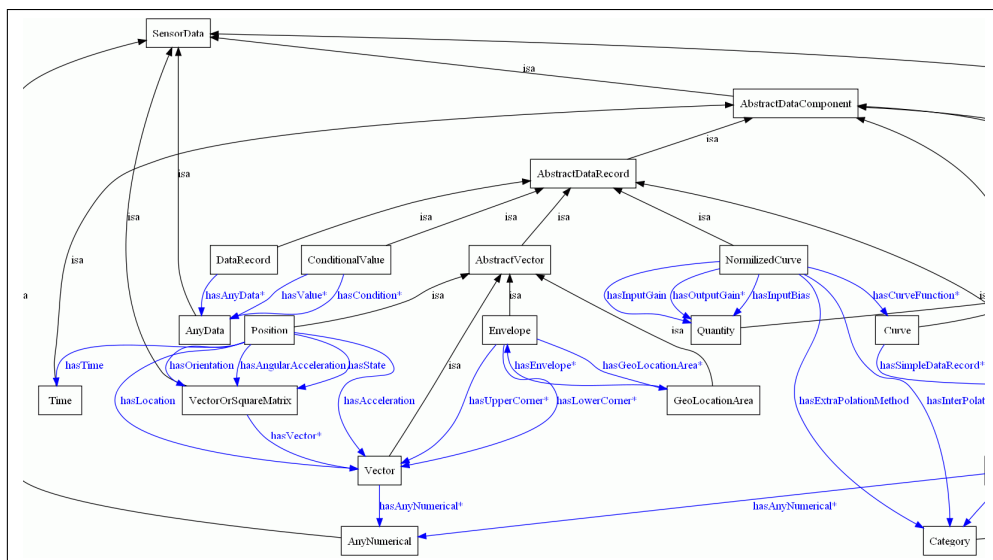 SensorData
isa
AbstractDataComponent
isa
AbstractDataRecord
isa
isa
isa
isa
isa
isa
isa
DataRecord
ConditionalValue
AbstractVector
NormilizedCurve
hasAnyData*
hasValue*
hasCondition*
isa
isa
hasInputGain
hasOutputGain*
hasInputBias
hasCurveFunction*
is
a
AnyData
Position
Envelope
Quantity
isa
Curve
hasTime
hasOrientation
hasAngularAcceleration
hasState
isa
hasEnvelope*
hasGeoLocationArea*
hasSimpleDataRecord*
Time
hasLocation
VectorOrSquareMatrix
hasAcceleration
hasUpperCorner*
hasLowerCorner*
GeoLocationArea
hasExtraPolationMethod
hasInterPolat
hasVector*
Vector
hasAnyNumerical*
hasAnyNumerical*
AnyNumerical
Category